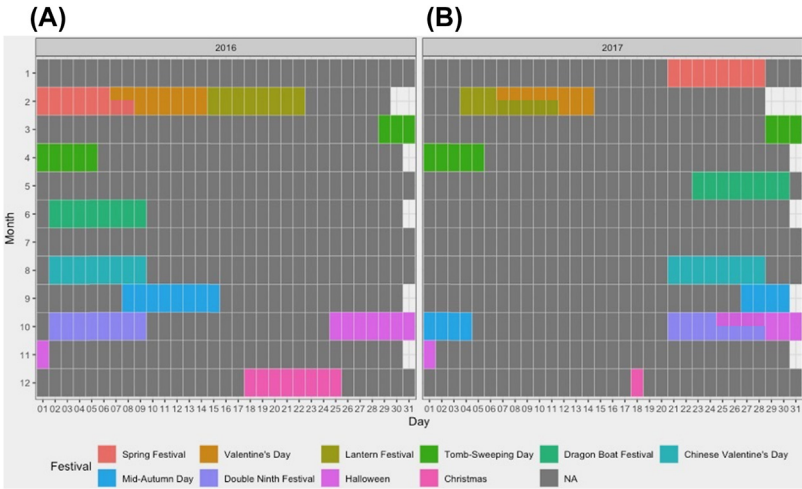 (A) (B)
2016 2017
1
2
3
4
5
6
7
8
9
10
11
12
Month
01 02 03 04 05 06 07 08 09 10 11 12 13 14 15 16 17 18 19 20 21 22 23 24 25 26 27 28 29 30 31 01 02 03 04 05 06 07 08 09 10 11 12 13 14 15 16 17 18 19 20 21 22 23 24 25 26 27 28 29 30 31
Day
Festival
Spring Festival Valentine's Day Lantern Festival Tomb-Sweeping Day Dragon Boat Festival Chinese Valentine's Day
Mid-Autumn Day Double Ninth Festival Halloween Christmas NA